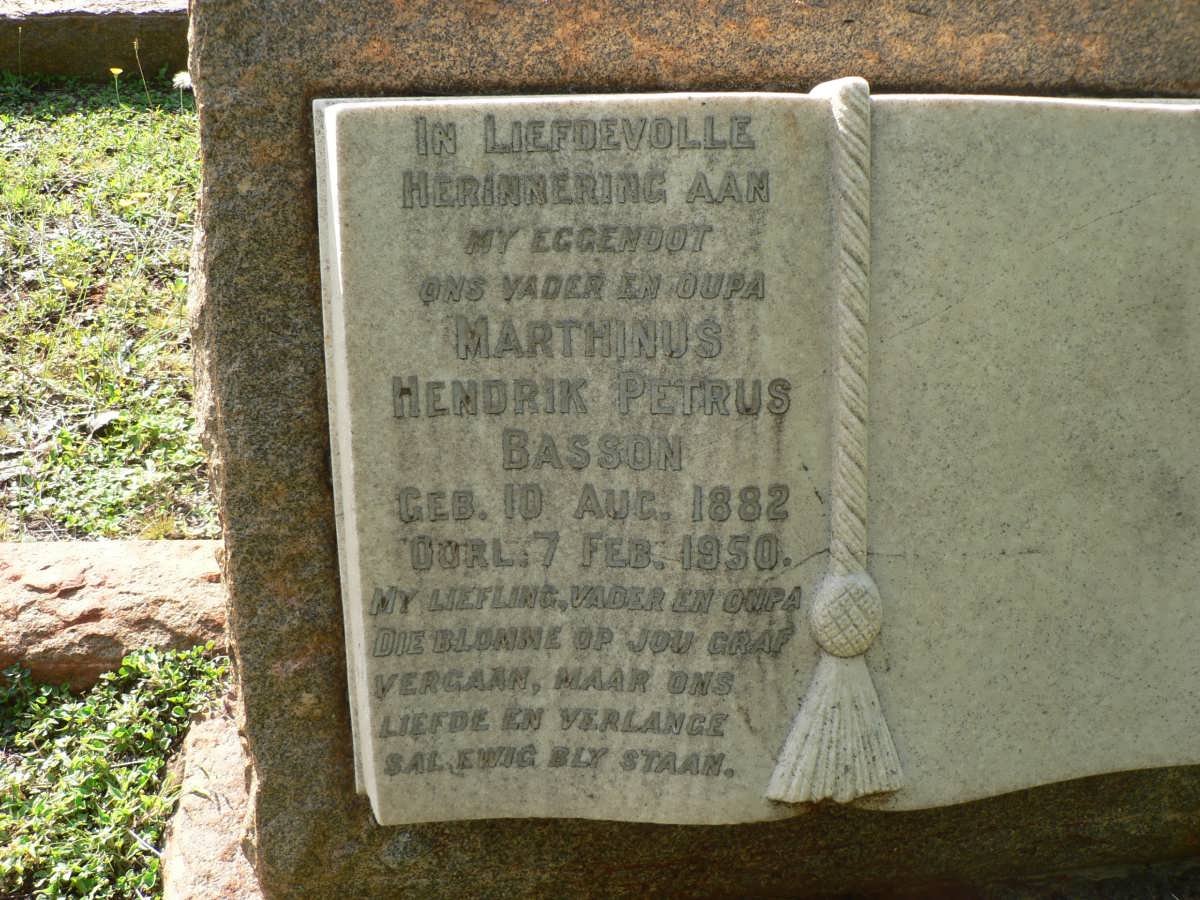 IN LIEFDEVOLLE
HERINNERING AAN
MY EGGENOOT
ONS VADER EN OUPA
MARTHINUS
HENDRIK PETRUS
BASSON
GEB. 10 AUG. 1882
OORL. 7 FEB. 1950.
MY LIEFLING, VADER EN OUPA
DIE BLOMME OP JOU GRAF
VERGAAN, MAAR ONS
LIEFDE EN VERLANGE
SAL EWIG BLY STAAN.